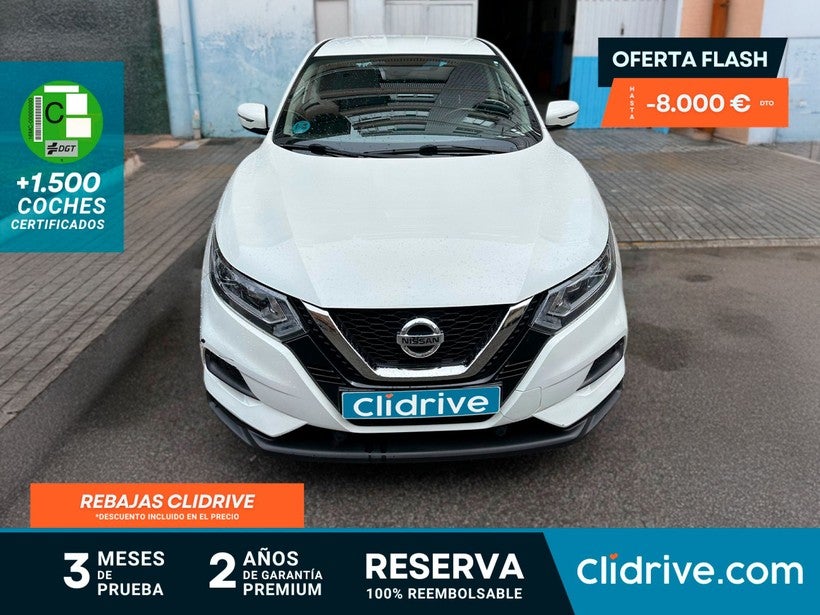 C
DGT
+1.500
COCHES
CERTIFICADOS
OFERTA FLASH
HASTA
-8.000 € DTO
NISSAN
Clidrive
REBAJAS CLIDRIVE
*DESCUENTO INCLUIDO EN EL PRECIO
3 MESES DE PRUEBA
2 AÑOS DE GARANTÍA PREMIUM
RESERVA
100% REEMBOLSABLE
Clidrive.com